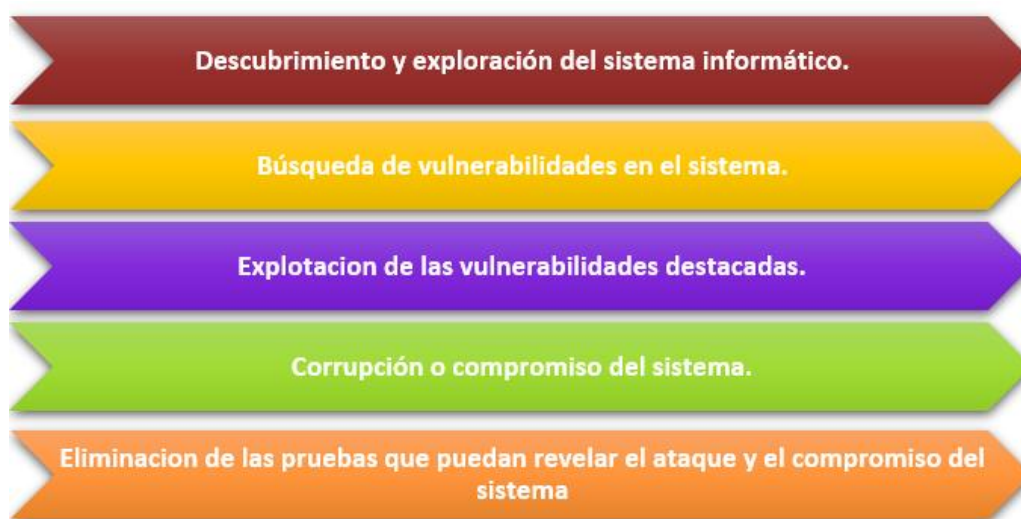 Descubrimiento y exploración del sistema informático.
Búsqueda de vulnerabilidades en el sistema.
Explotacion de las vulnerabilidades destacadas.
Corrupción o compromiso del sistema.
Eliminacion de las pruebas que puedan revelar el ataque y el compromiso del
sistema